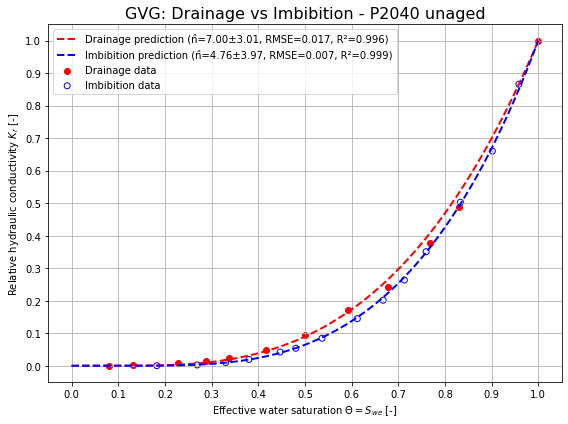 GVG: Drainage vs Imbibition - P2040 unaged
Drainage prediction (n̂=7.00±3.01, RMSE=0.017, R²=0.996)
Imbibition prediction (n̂=4.76±3.97, RMSE=0.007, R²=0.999)
Drainage data
Imbibition data
Relative hydraulic conductivity Kᵣ [-]
1.0
0.9
0.8
0.7
0.6
0.5
0.4
0.3
0.2
0.1
0.0
0.0 0.1 0.2 0.3 0.4 0.5 0.6 0.7 0.8 0.9 1.0
Effective water saturation Θ = S_we [-]